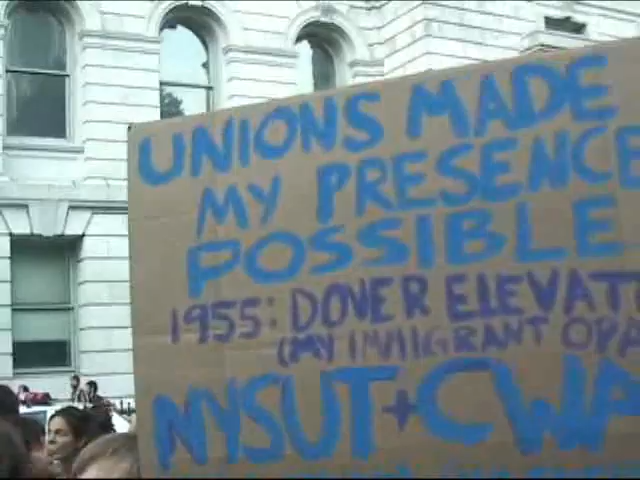 UNIONS MADE
MY PRESENCE
POSSIBLE
1955: DOVER ELEVAT
(MY IMMIGRANT OPA
NYSUT + CWA